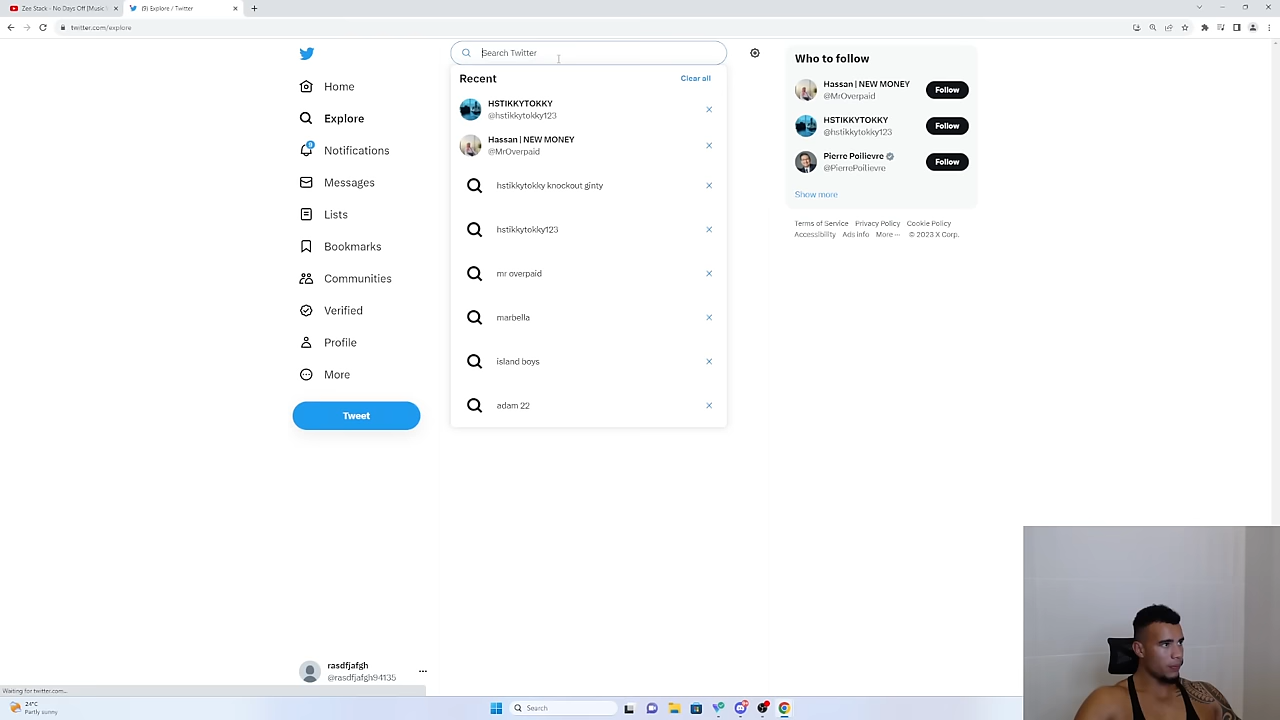 Zee Stack - No Days Off [Music
(9) Explore / Twitter
twitter.com/explore
Home
Explore
Notifications
Messages
Lists
Bookmarks
Communities
Verified
Profile
More
Tweet
rasdfjafgh
@rasdfjafgh94135
Search Twitter
Recent
Clear all
HSTIKKYTOKKY
@hstikkytokky123
Hassan | NEW MONEY
@MrOverpaid
hstikkytokky knockout ginty
hstikkytokky123
mr overpaid
marbella
island boys
adam 22
Who to follow
Hassan | NEW MONEY
@MrOverpaid
Follow
HSTIKKYTOKKY
@hstikkytokky123
Follow
Pierre Poilievre
@PierrePoilievre
Follow
Show more
Terms of Service Privacy Policy Cookie Policy
Accessibility Ads info More ··· © 2023 X Corp.
Waiting for twitter.com...
24°C
Partly sunny
Search